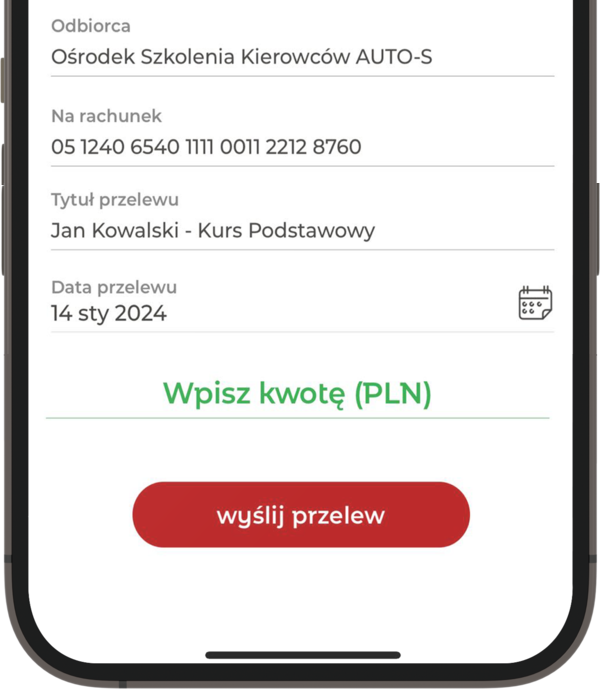 Odbiorca
Ośrodek Szkolenia Kierowców AUTO-S
Na rachunek
05 1240 6540 1111 0011 2212 8760
Tytuł przelewu
Jan Kowalski - Kurs Podstawowy
Data przelewu
14 sty 2024
Wpisz kwotę (PLN)
wyślij przelew